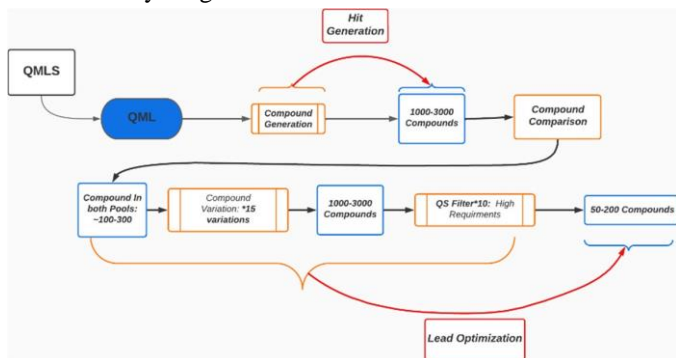 Hit
Generation
QMLS
QML
Compound
Generation
1000-3000
Compounds
Compound
Comparison
Compound In
both Pools:
~100-300
Compound
Variation: *15
variations
1000-3000
Compounds
QS Filter*10: High
Requirments
50-200 Compounds
Lead Optimization